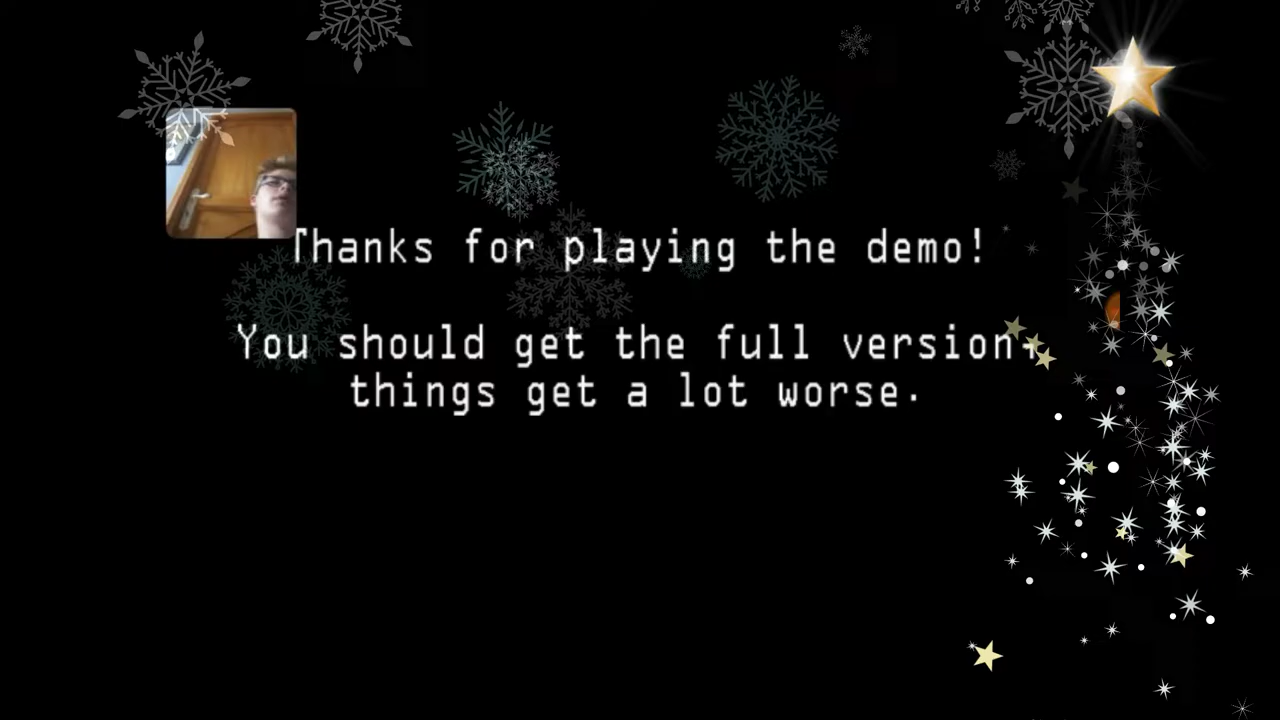 Thanks for playing the demo!
You should get the full version,
things get a lot worse.